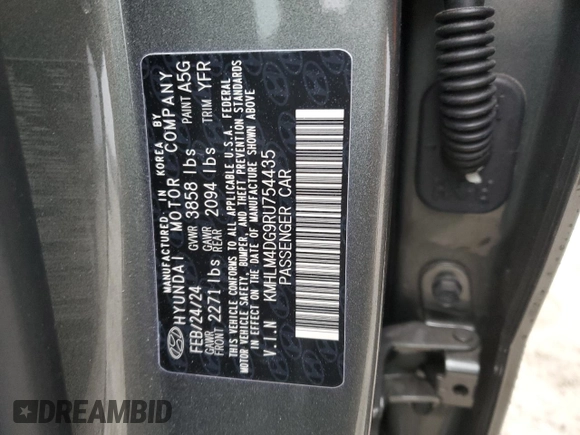 MANUFACTURED IN KOREA BY
HYUNDAI MOTOR COMPANY
FEB/24/24 GVWR 3858 lbs PAINT A5G
GAWR FRONT 2271 lbs GAWR REAR 2094 lbs TRIM YFR
THIS VEHICLE CONFORMS TO ALL APPLICABLE U.S.A. FEDERAL
MOTOR VEHICLE SAFETY, BUMPER, AND THEFT PREVENTION STANDARDS
IN EFFECT ON THE DATE OF MANUFACTURE SHOWN ABOVE
V.I.N KMHLM4DG9RU754435
PASSENGER CAR
DREAMBID